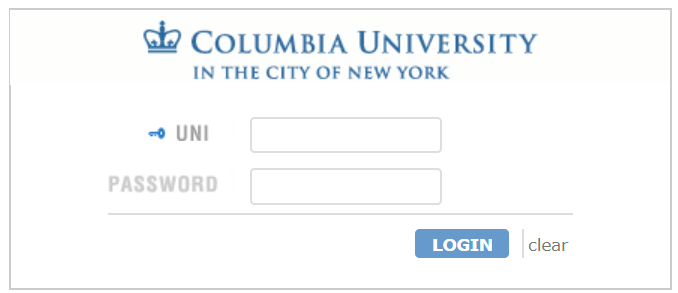 COLUMBIA UNIVERSITY
IN THE CITY OF NEW YORK
UNI
PASSWORD
LOGIN clear